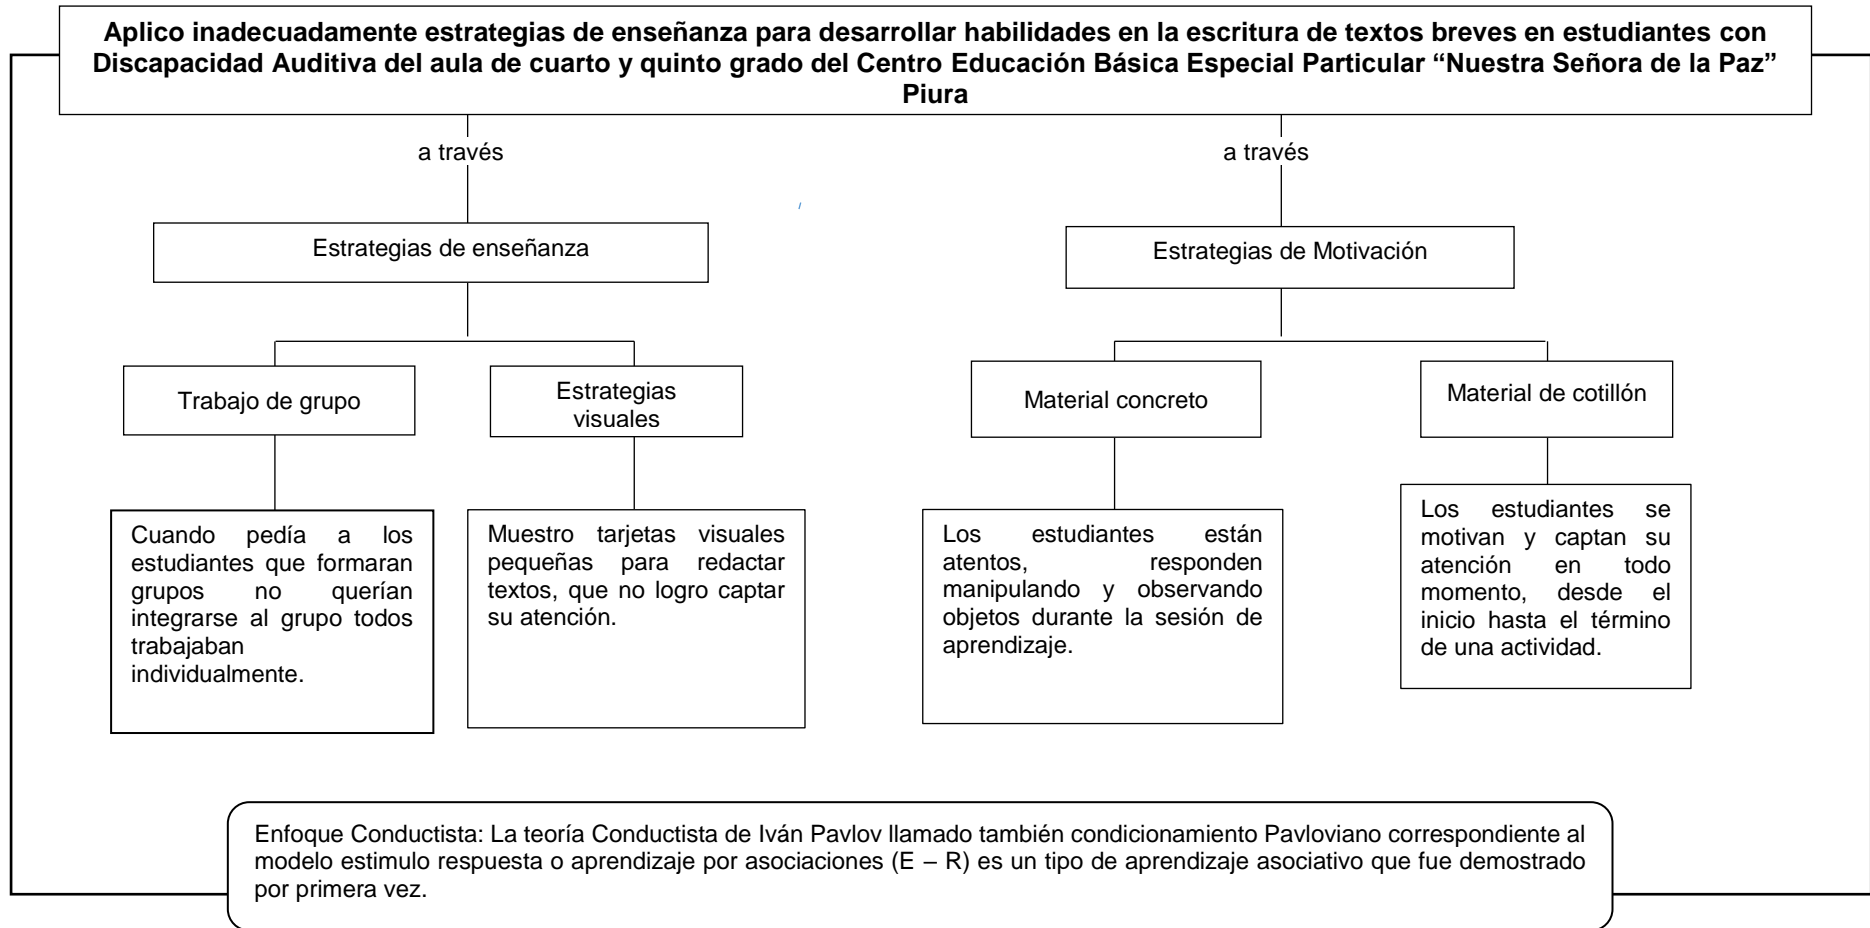 Aplico inadecuadamente estrategias de enseñanza para desarrollar habilidades en la escritura de textos breves en estudiantes con
Discapacidad Auditiva del aula de cuarto y quinto grado del Centro Educación Básica Especial Particular “Nuestra Señora de la Paz”
Piura
a través
a través
Estrategias de enseñanza
Estrategias de Motivación
Trabajo de grupo
Estrategias
visuales
Material concreto
Material de cotillón
Cuando pedía a los
estudiantes que formaran
grupos no querían
integrarse al grupo todos
trabajaban
individualmente.
Muestro tarjetas visuales
pequeñas para redactar
textos, que no logro captar
su atención.
Los estudiantes están
atentos, responden
manipulando y observando
objetos durante la sesión de
aprendizaje.
Los estudiantes se
motivan y captan su
atención en todo
momento, desde el
inicio hasta el término
de una actividad.
Enfoque Conductista: La teoría Conductista de Iván Pavlov llamado también condicionamiento Pavloviano correspondiente al
modelo estimulo respuesta o aprendizaje por asociaciones (E – R) es un tipo de aprendizaje asociativo que fue demostrado
por primera vez.